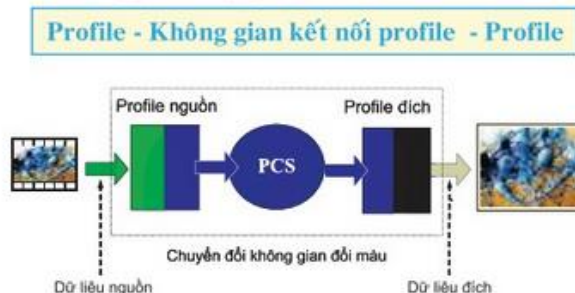 Profile - Không gian kết nối profile - Profile
Profile nguồn
Profile đích
PCS
Chuyển đổi không gian đổi màu
Dữ liệu nguồn
Dữ liệu đích